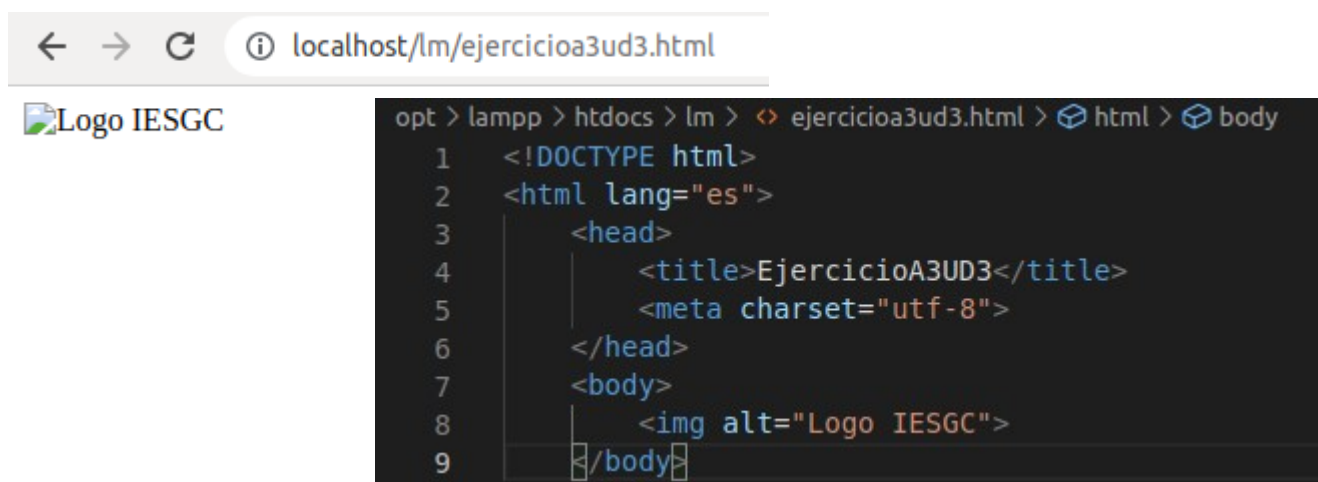 localhost/lm/ejercicioa3ud3.html
Logo IESGC
opt > lampp > htdocs > lm > <> ejercicioa3ud3.html > html > body
1 <!DOCTYPE html>
2 <html lang="es">
3 <head>
4 <title>EjercicioA3UD3</title>
5 <meta charset="utf-8">
6 </head>
7 <body>
8 <img alt="Logo IESGC">
9 </body>